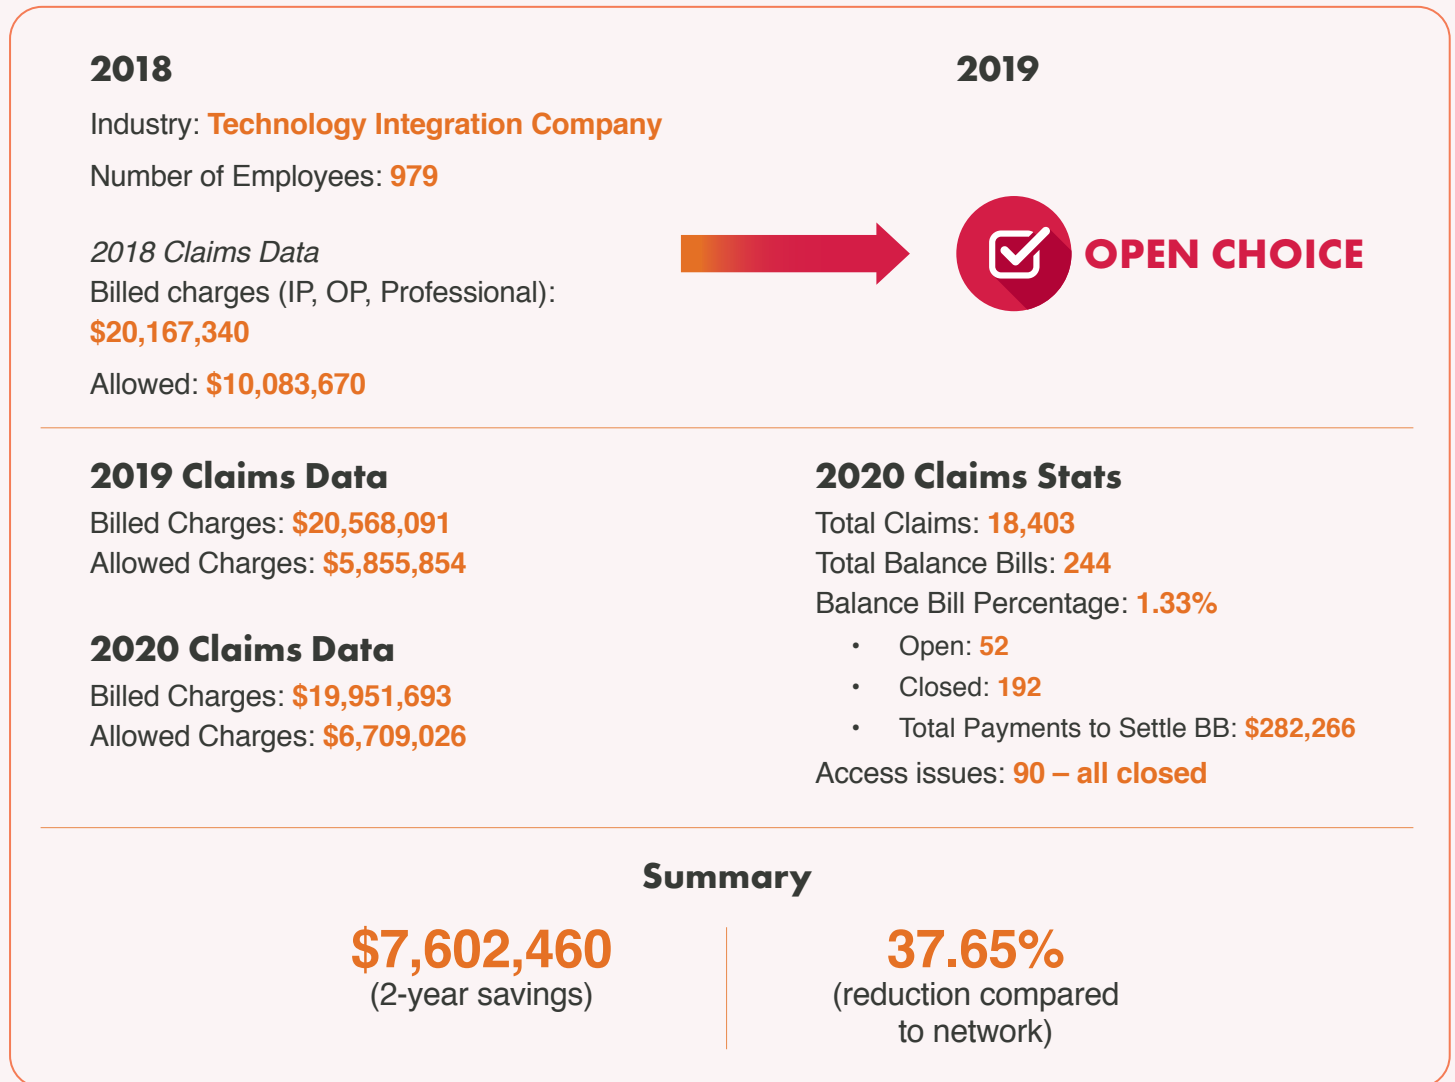 2018
Industry: Technology Integration Company
Number of Employees: 979
2018 Claims Data
Billed charges (IP, OP, Professional):
$20,167,340
Allowed: $10,083,670
2019
OPEN CHOICE
2019 Claims Data
Billed Charges: $20,568,091
Allowed Charges: $5,855,854
2020 Claims Data
Billed Charges: $19,951,693
Allowed Charges: $6,709,026
2020 Claims Stats
Total Claims: 18,403
Total Balance Bills: 244
Balance Bill Percentage: 1.33%
• Open: 52
• Closed: 192
• Total Payments to Settle BB: $282,266
Access issues: 90 – all closed
Summary
$7,602,460
(2-year savings)
37.65%
(reduction compared
to network)